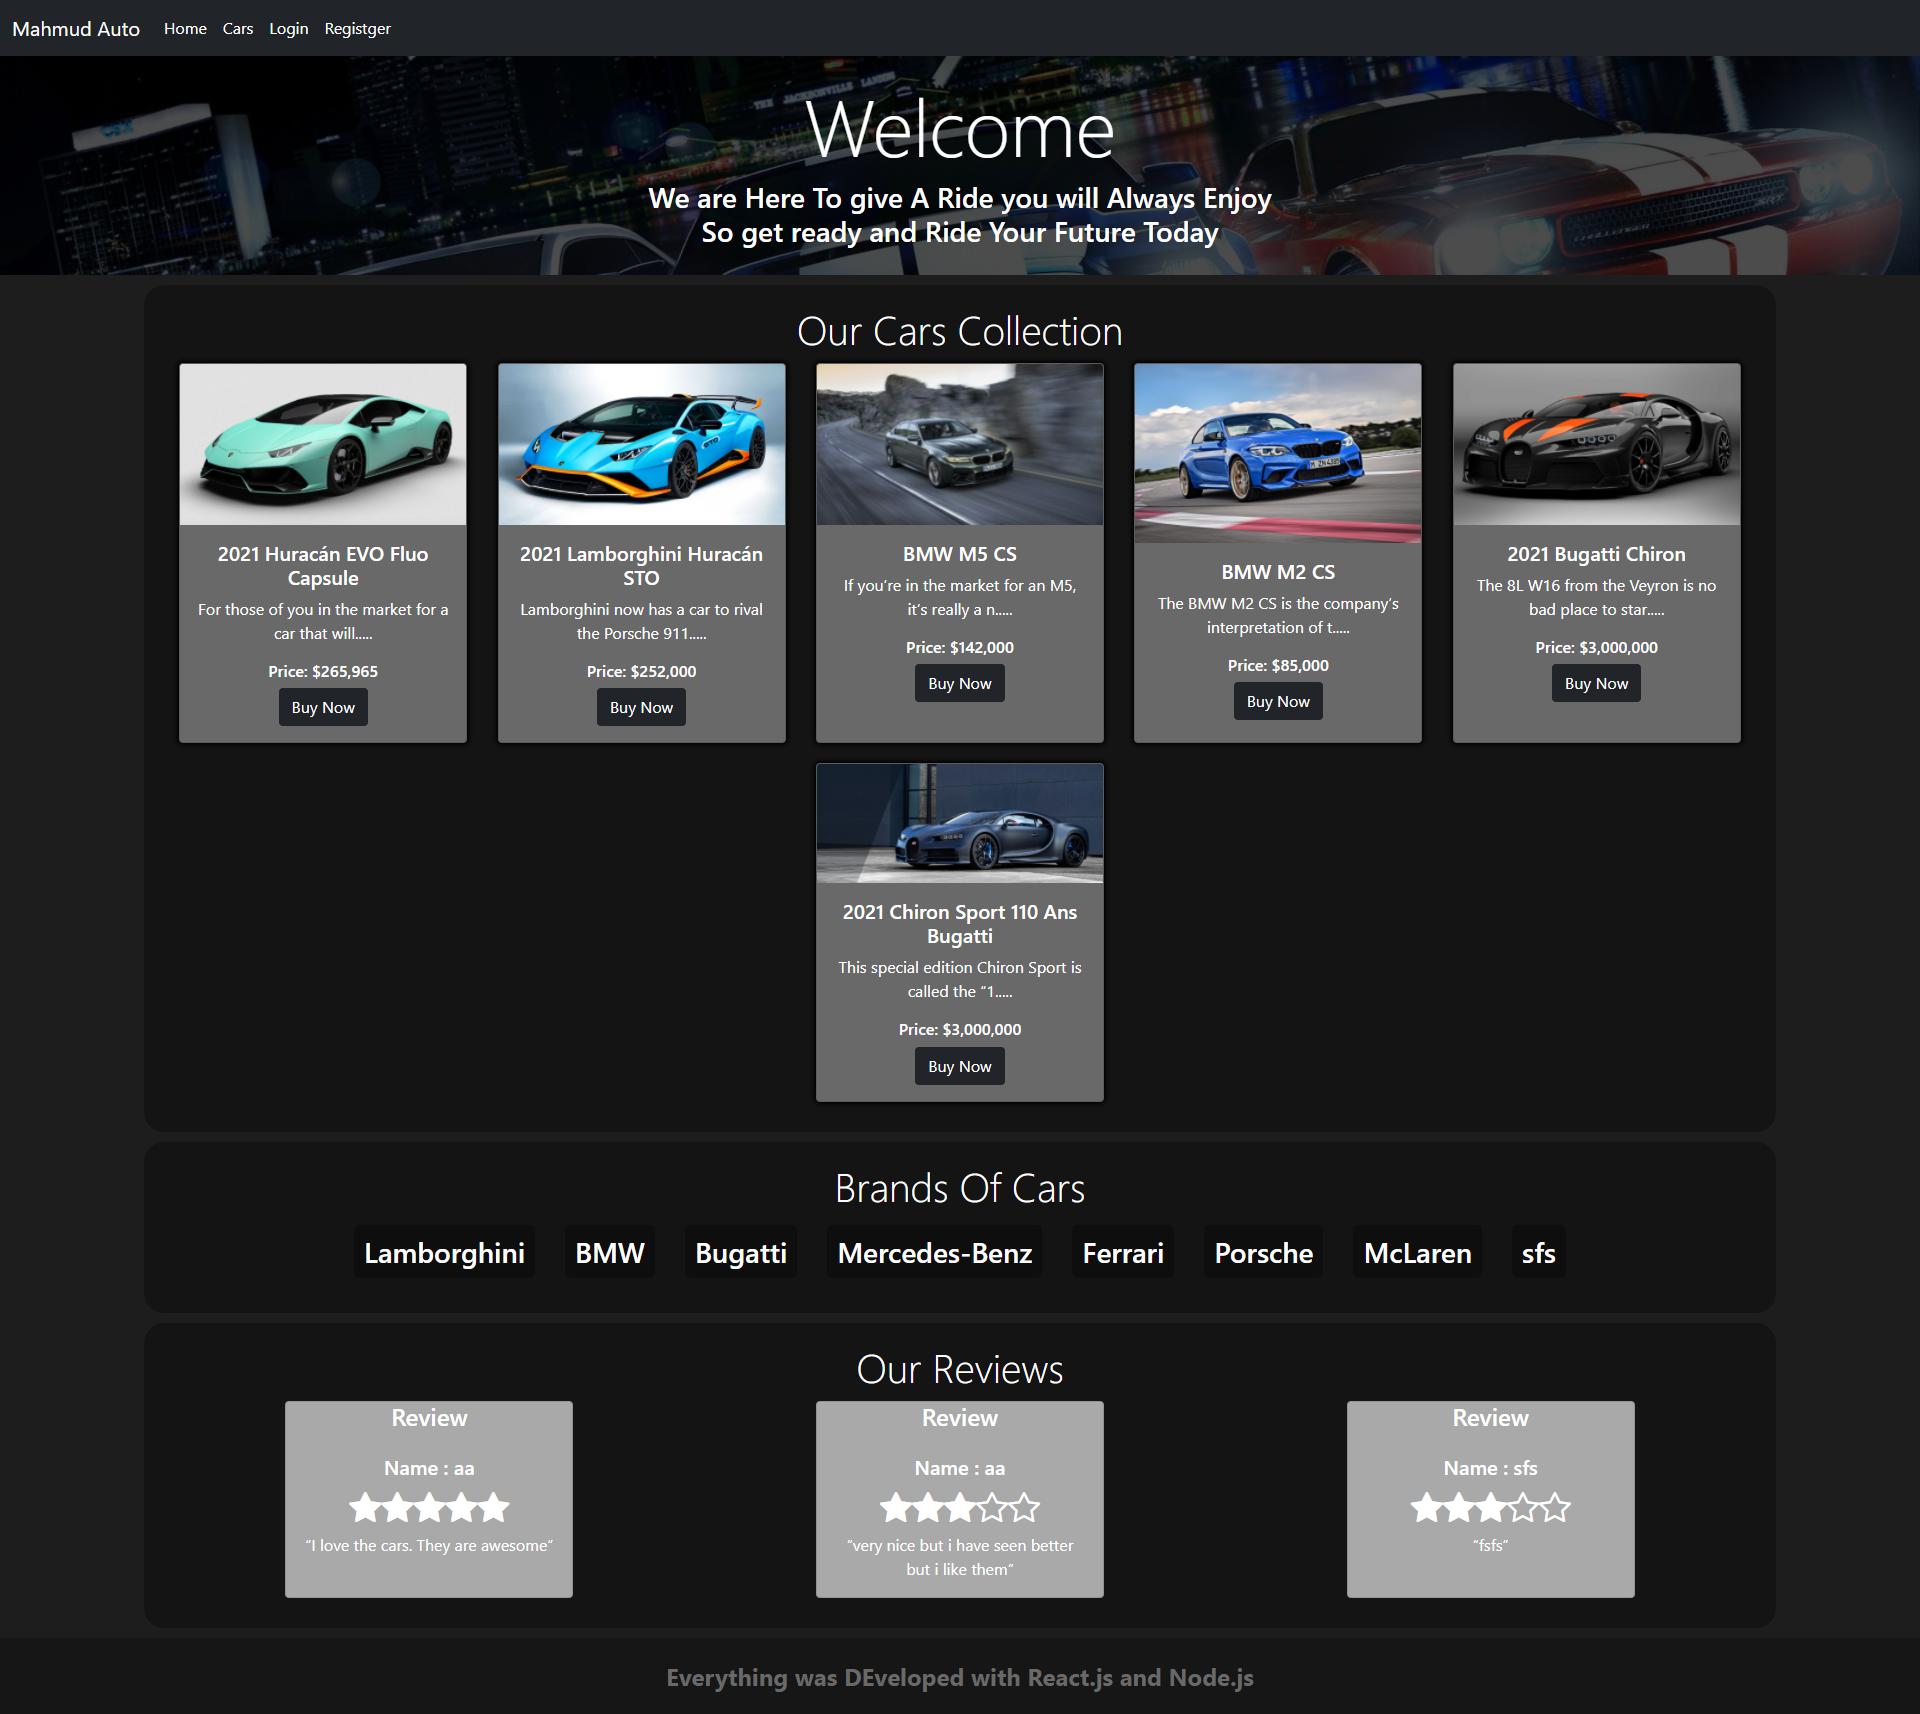 Mahmud Auto Home Cars Login Registger
THE JACKSONVILLE LANDING
CSX
Welcome
We are Here To give A Ride you will Always Enjoy
So get ready and Ride Your Future Today
SRT
CHALLENGER
Our Cars Collection
STO
M ZN 4385
2021 Huracán EVO Fluo
Capsule
For those of you in the market for a
car that will.....
Price: $265,965
Buy Now
2021 Lamborghini Huracán
STO
Lamborghini now has a car to rival
the Porsche 911.....
Price: $252,000
Buy Now
BMW M5 CS
If you’re in the market for an M5,
it’s really a n.....
Price: $142,000
Buy Now
BMW M2 CS
The BMW M2 CS is the company’s
interpretation of t.....
Price: $85,000
Buy Now
2021 Bugatti Chiron
The 8L W16 from the Veyron is no
bad place to star.....
Price: $3,000,000
Buy Now
2021 Chiron Sport 110 Ans
Bugatti
This special edition Chiron Sport is
called the “1.....
Price: $3,000,000
Buy Now
Brands Of Cars
Lamborghini BMW Bugatti Mercedes-Benz Ferrari Porsche McLaren sfs
Our Reviews
Review
Name : aa
"I love the cars. They are awesome"
Review
Name : aa
"very nice but i have seen better
but i like them"
Review
Name : sfs
"fsfs"
Everything was DEveloped with React.js and Node.js